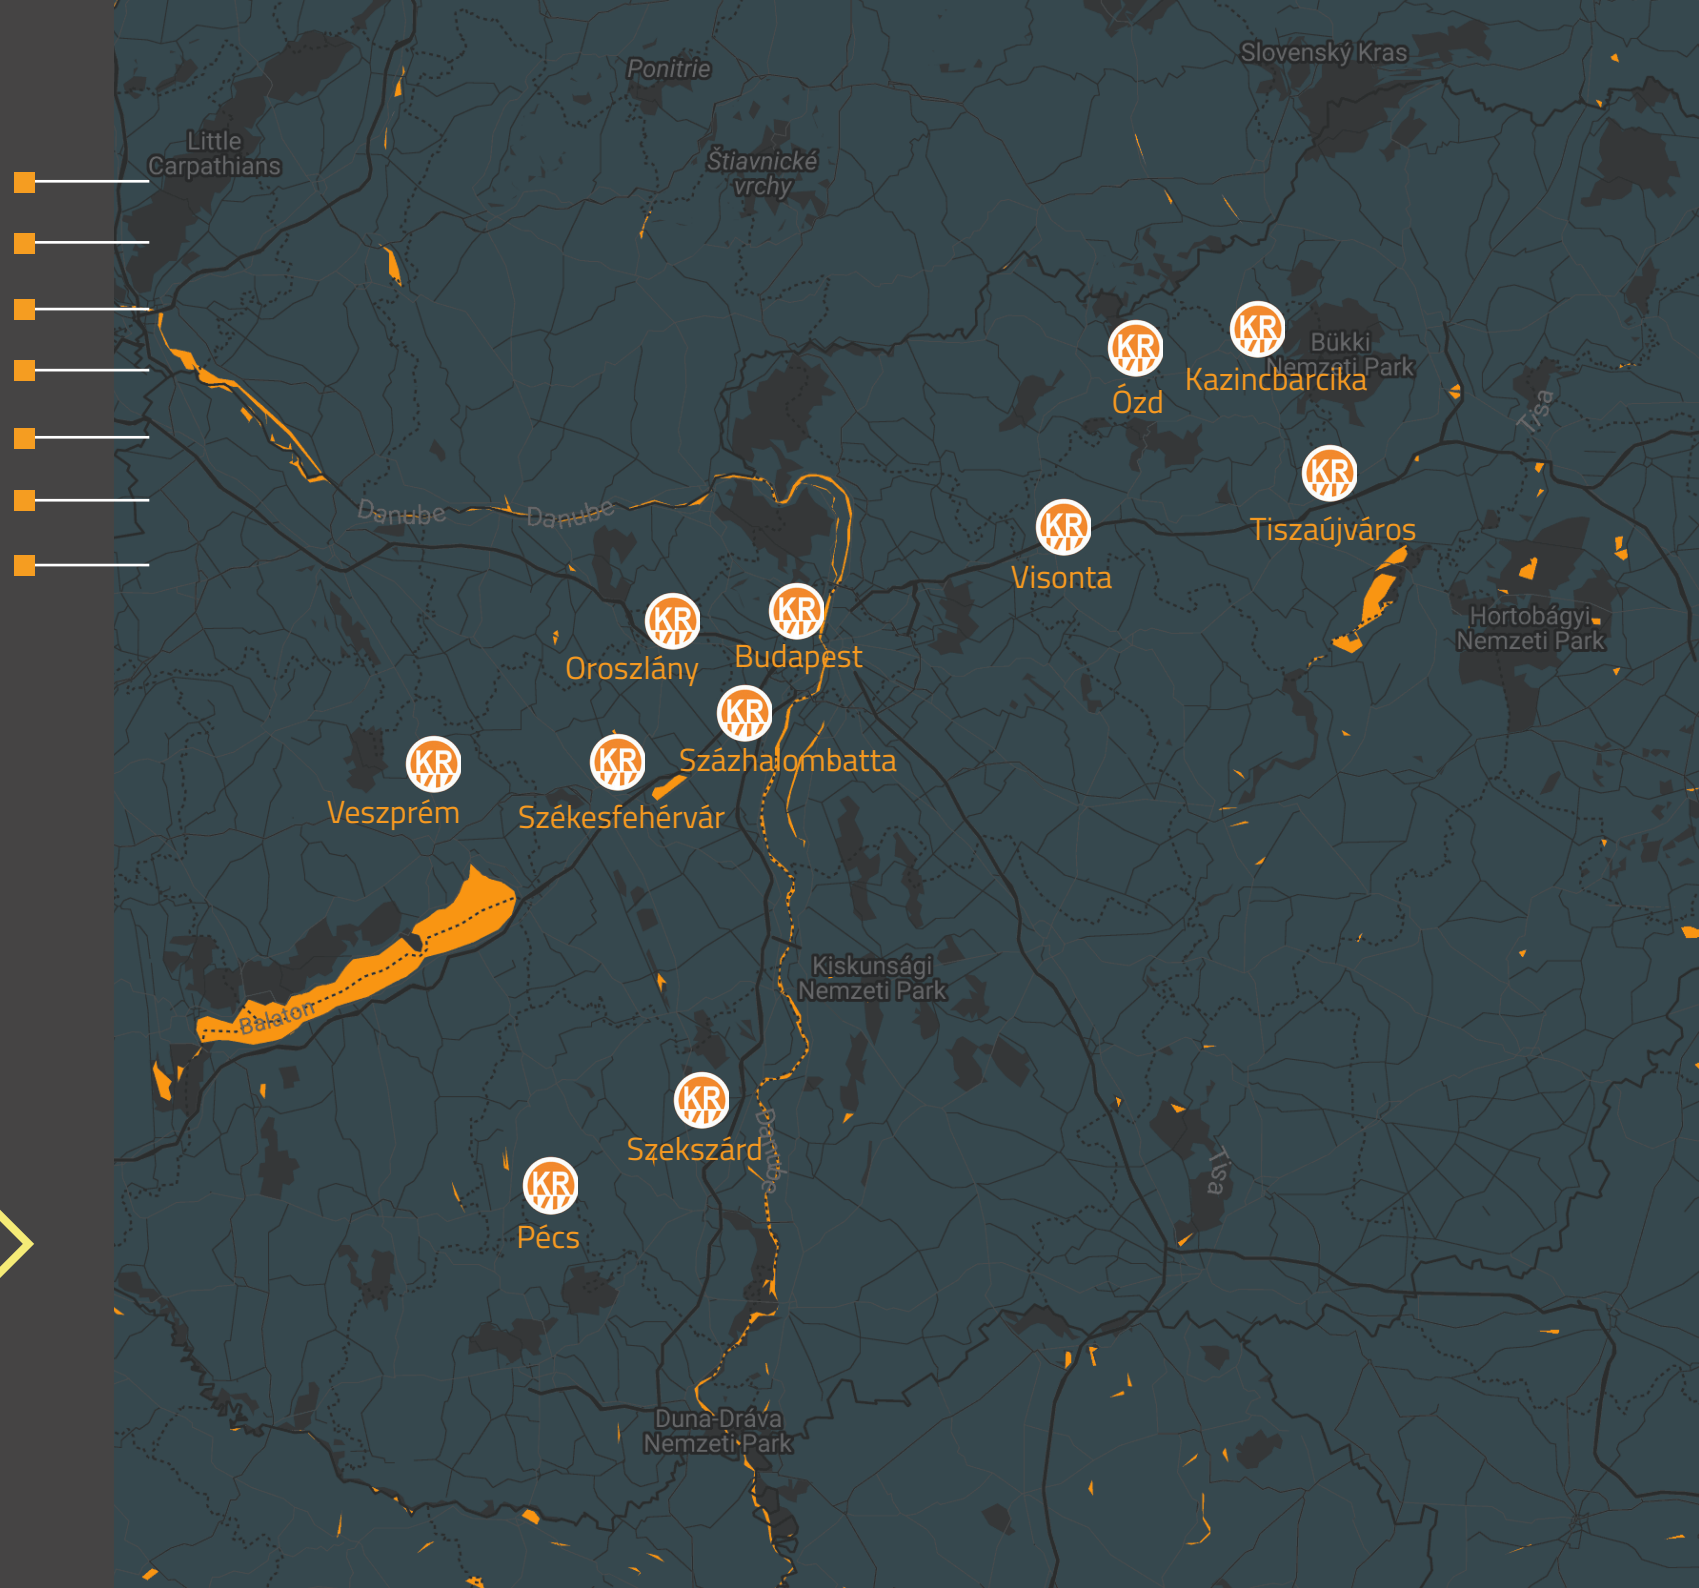 Ponitrie
Slovenský Kras
Little
Carpathians
Štiavnické
vrchy
KR
Ózd
KR
Kazincbarcika
Bükki
Nemzeti Park
Tisa
KR
Tiszaújváros
Danube
Danube
KR
Visonta
KR
Oroszlány
KR
Budapest
Hortobágyi
Nemzeti Park
KR
Százhalombatta
KR
Veszprém
KR
Székesfehérvár
Kiskunsági
Nemzeti Park
Balaton
KR
Szekszárd
Danube
Tisa
KR
Pécs
Duna-Dráva
Nemzeti Park